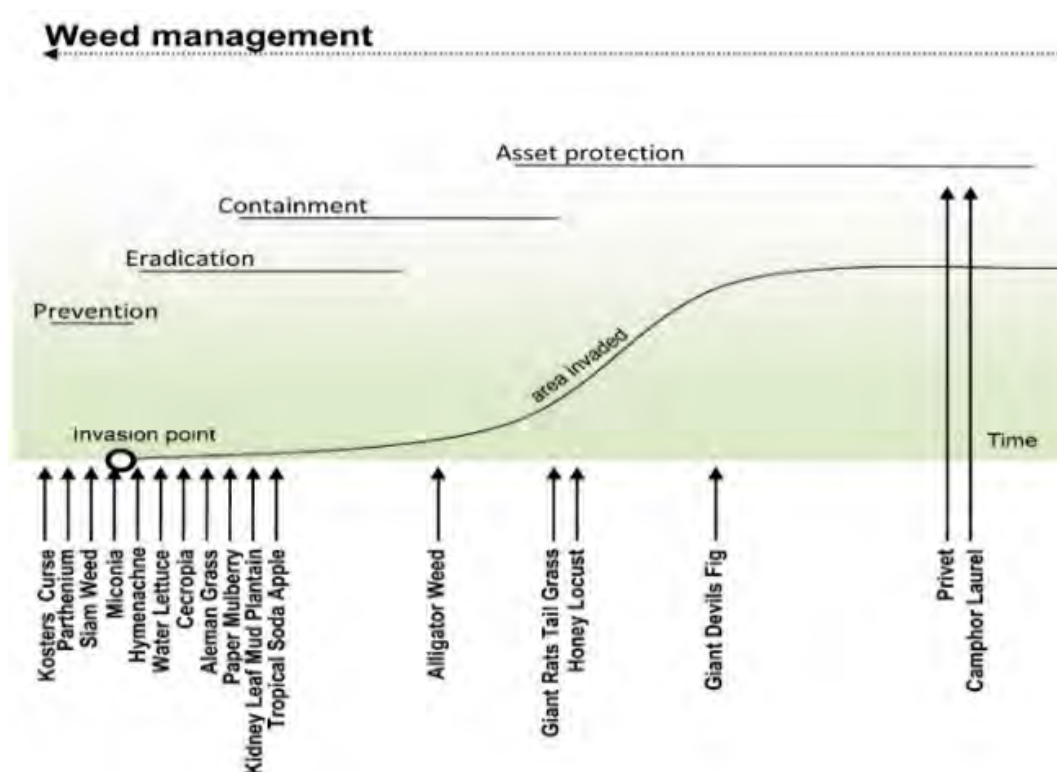 Weed management
Asset protection
Containment
Eradication
Prevention
area invaded
Invasion point
Time
Kosters Curse
Parthenium
Siam Weed
Miconia
Hymenachne
Water Lettuce
Cecropia
Aleman Grass
Paper Mulberry
Kidney Leaf Mud Plantain
Tropical Soda Apple
Alligator Weed
Giant Rats Tail Grass
Honey Locust
Giant Devils Fig
Privet
Camphor Laurel